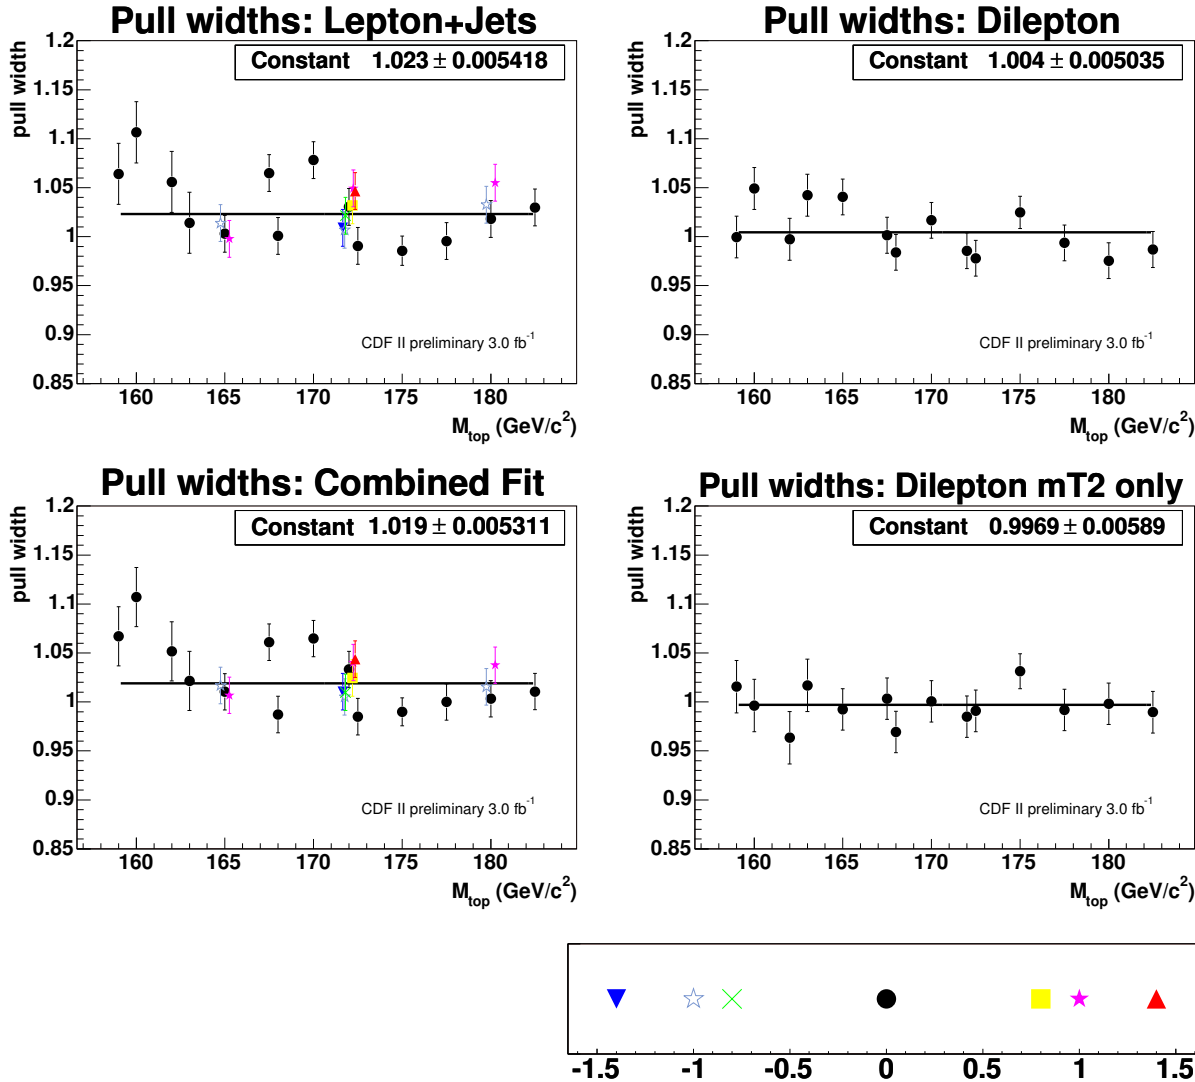 Pull widths: Lepton+Jets
Constant 1.023 ± 0.005418
pull width
1.2
1.15
1.1
1.05
1
0.95
0.9
0.85
CDF II preliminary 3.0 fb-1
160 165 170 175 180
Mtop (GeV/c2)
Pull widths: Dilepton
Constant 1.004 ± 0.005035
pull width
1.2
1.15
1.1
1.05
1
0.95
0.9
0.85
CDF II preliminary 3.0 fb-1
160 165 170 175 180
Mtop (GeV/c2)
Pull widths: Combined Fit
Constant 1.019 ± 0.005311
pull width
1.2
1.15
1.1
1.05
1
0.95
0.9
0.85
CDF II preliminary 3.0 fb-1
160 165 170 175 180
Mtop (GeV/c2)
Pull widths: Dilepton mT2 only
Constant 0.9969 ± 0.00589
pull width
1.2
1.15
1.1
1.05
1
0.95
0.9
0.85
CDF II preliminary 3.0 fb-1
160 165 170 175 180
Mtop (GeV/c2)
-1.5 -1 -0.5 0 0.5 1 1.5